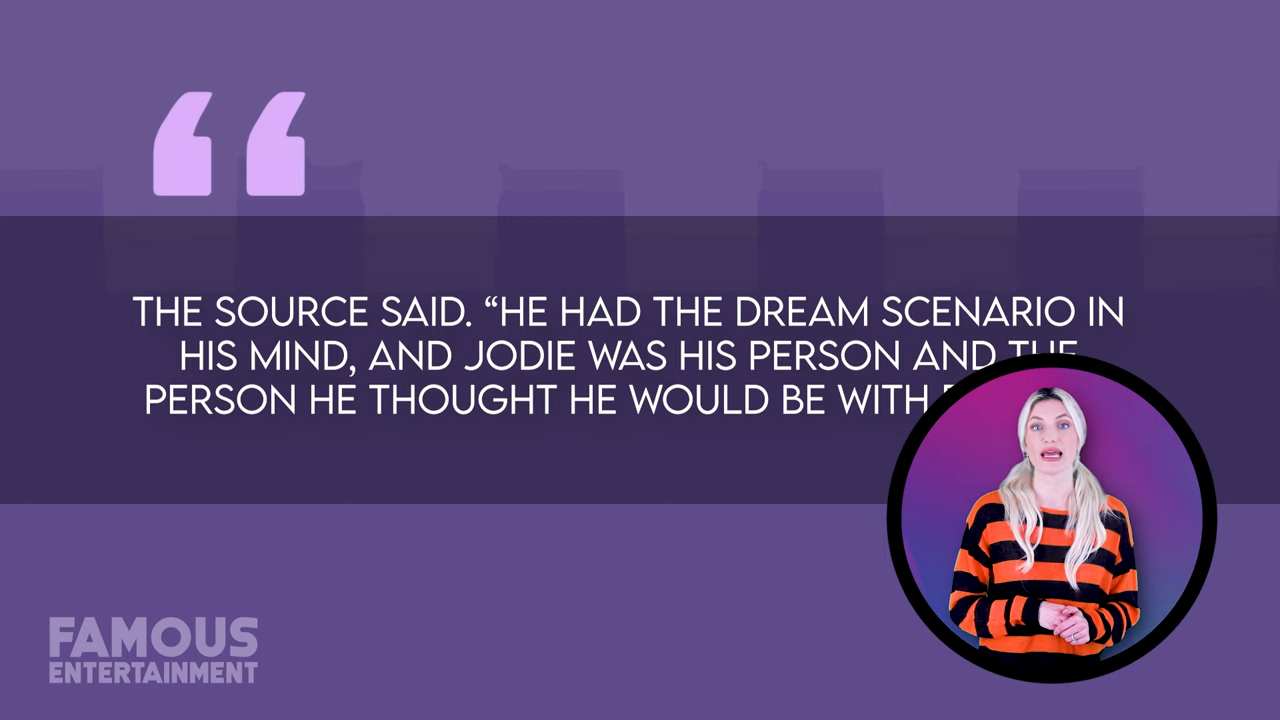 THE SOURCE SAID. “HE HAD THE DREAM SCENARIO IN
HIS MIND, AND JODIE WAS HIS PERSON AND THE
PERSON HE THOUGHT HE WOULD BE WITH
FAMOUS
ENTERTAINMENT